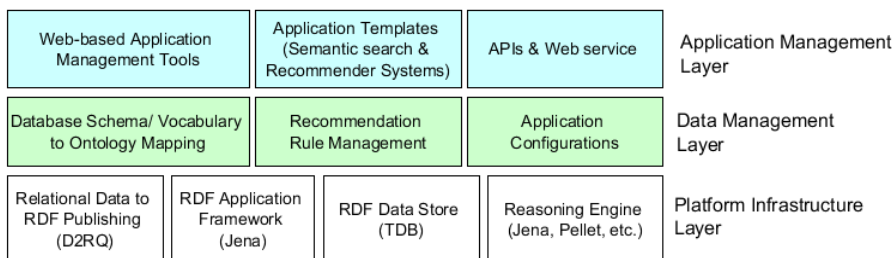 Web-based Application
Management Tools
Application Templates
(Semantic search &
Recommender Systems)
APIs & Web service
Application Management
Layer
Database Schema/ Vocabulary
to Ontology Mapping
Recommendation
Rule Management
Application
Configurations
Data Management
Layer
Relational Data to
RDF Publishing
(D2RQ)
RDF Application
Framework
(Jena)
RDF Data Store
(TDB)
Reasoning Engine
(Jena, Pellet, etc.)
Platform Infrastructure
Layer